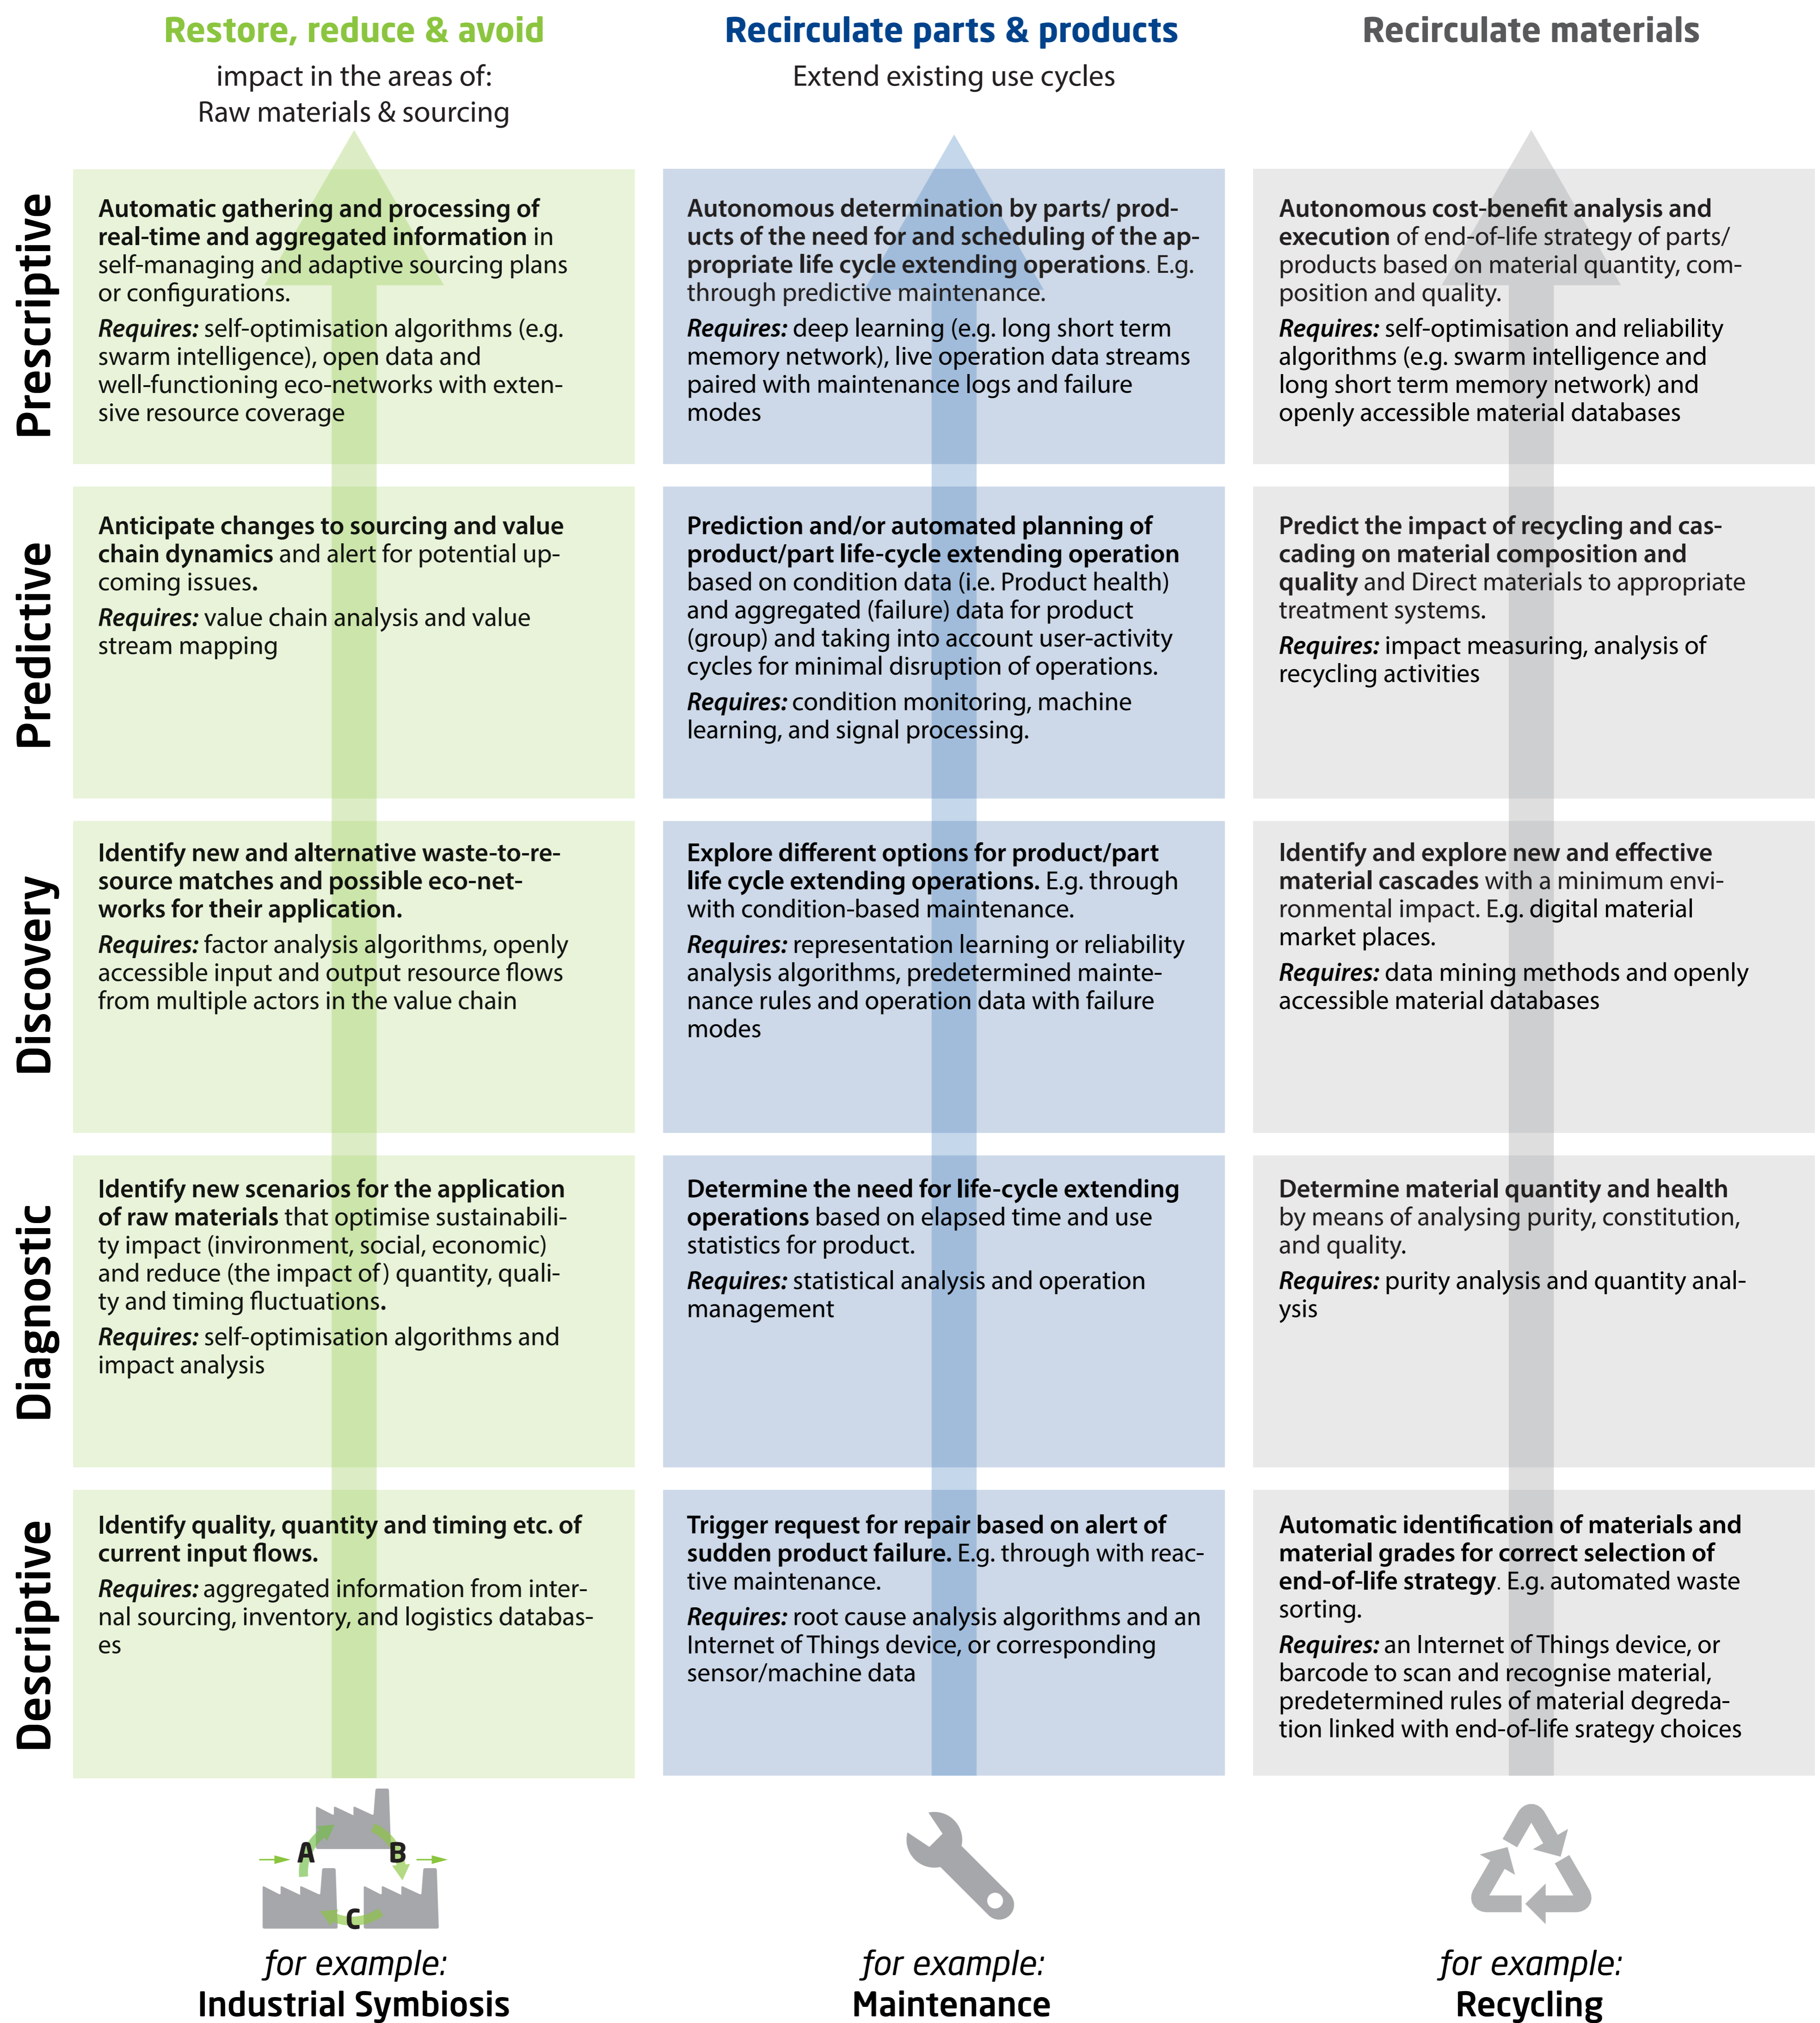 Restore, reduce & avoid
impact in the areas of:
Raw materials & sourcing
Recirculate parts & products
Extend existing use cycles
Recirculate materials
Prescriptive
Automatic gathering and processing of
real-time and aggregated information in
self-managing and adaptive sourcing plans
or configurations.
Requires: self-optimisation algorithms (e.g.
swarm intelligence), open data and
well-functioning eco-networks with exten-
sive resource coverage
Autonomous determination by parts/ prod-
ucts of the need for and scheduling of the ap-
propriate life cycle extending operations. E.g.
through predictive maintenance.
Requires: deep learning (e.g. long short term
memory network), live operation data streams
paired with maintenance logs and failure
modes
Autonomous cost-benefit analysis and
execution of end-of-life strategy of parts/
products based on material quantity, com-
position and quality.
Requires: self-optimisation and reliability
algorithms (e.g. swarm intelligence and
long short term memory network) and
openly accessible material databases
Predictive
Anticipate changes to sourcing and value
chain dynamics and alert for potential up-
coming issues.
Requires: value chain analysis and value
stream mapping
Prediction and/or automated planning of
product/part life-cycle extending operation
based on condition data (i.e. Product health)
and aggregated (failure) data for product
(group) and taking into account user-activity
cycles for minimal disruption of operations.
Requires: condition monitoring, machine
learning, and signal processing.
Predict the impact of recycling and cas-
cading on material composition and
quality and Direct materials to appropriate
treatment systems.
Requires: impact measuring, analysis of
recycling activities
Discovery
Identify new and alternative waste-to-re-
source matches and possible eco-net-
works for their application.
Requires: factor analysis algorithms, openly
accessible input and output resource flows
from multiple actors in the value chain
Explore different options for product/part
life cycle extending operations. E.g. through
with condition-based maintenance.
Requires: representation learning or reliability
analysis algorithms, predetermined mainte-
nance rules and operation data with failure
modes
Identify and explore new and effective
material cascades with a minimum envi-
ronmental impact. E.g. digital material
market places.
Requires: data mining methods and openly
accessible material databases
Diagnostic
Identify new scenarios for the application
of raw materials that optimise sustainabili-
ty impact (invironment, social, economic)
and reduce (the impact of) quantity, quali-
ty and timing fluctuations.
Requires: self-optimisation algorithms and
impact analysis
Determine the need for life-cycle extending
operations based on elapsed time and use
statistics for product.
Requires: statistical analysis and operation
management
Determine material quantity and health
by means of analysing purity, constitution,
and quality.
Requires: purity analysis and quantity anal-
ysis
Descriptive
Identify quality, quantity and timing etc. of
current input flows.
Requires: aggregated information from inter-
nal sourcing, inventory, and logistics databas-
es
Trigger request for repair based on alert of
sudden product failure. E.g. through with reac-
tive maintenance.
Requires: root cause analysis algorithms and an
Internet of Things device, or corresponding
sensor/machine data
Automatic identification of materials and
material grades for correct selection of
end-of-life strategy. E.g. automated waste
sorting.
Requires: an Internet of Things device, or
barcode to scan and recognise material,
predetermined rules of material degreda-
tion linked with end-of-life srategy choices
A
B
C
for example:
Industrial Symbiosis
for example:
Maintenance
for example:
Recycling